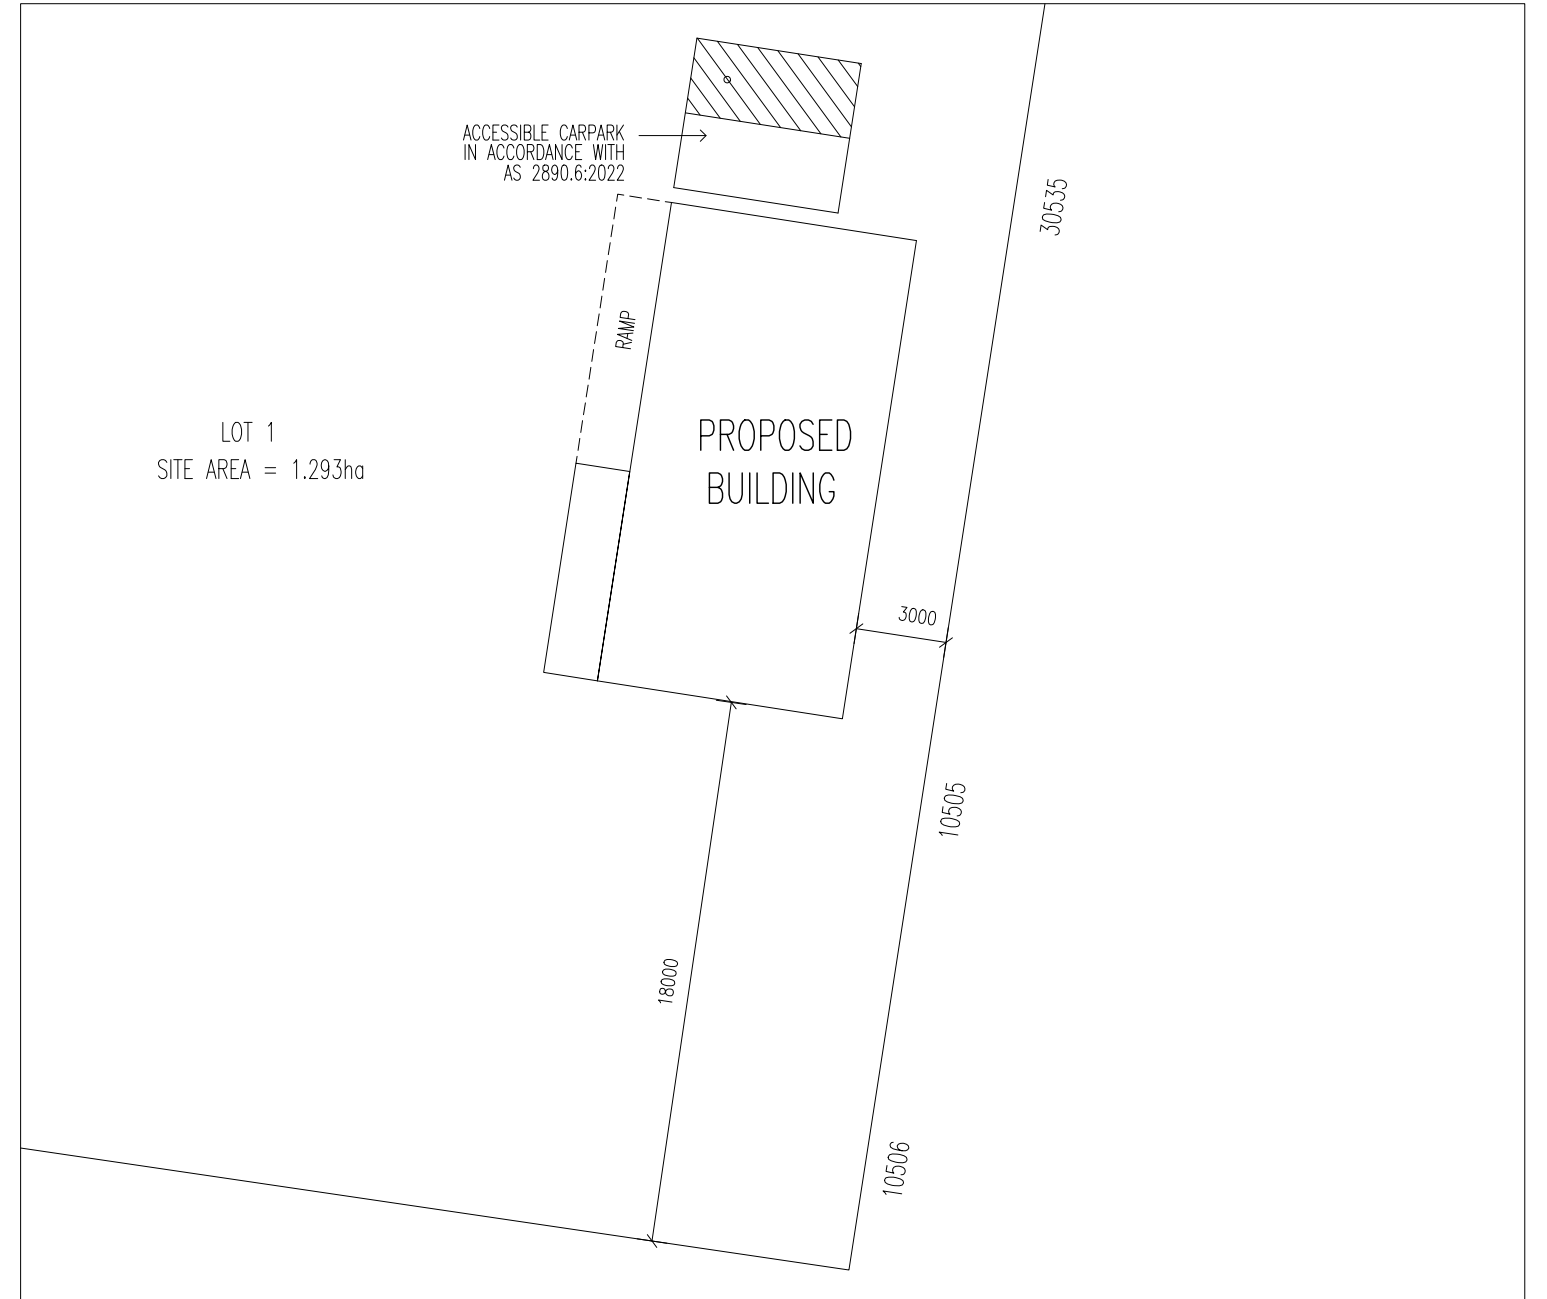 ACCESSIBLE CARPARK
IN ACCORDANCE WITH
AS 2890.6:2022
30535
RAMP
LOT 1
SITE AREA = 1.293ha
PROPOSED
BUILDING
3000
10505
18000
10506